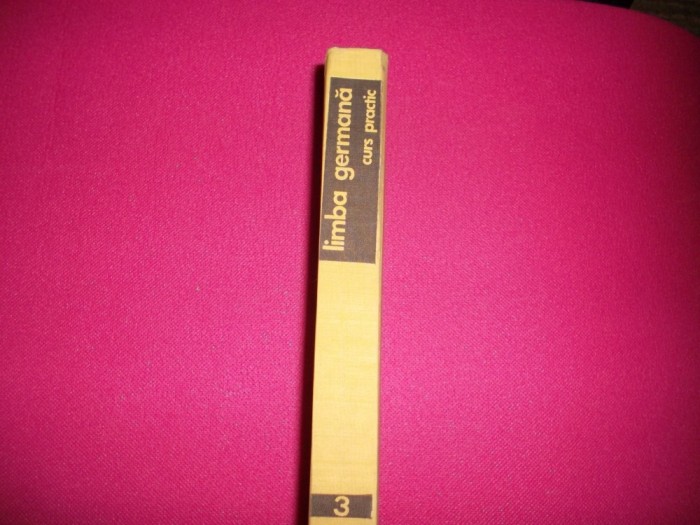 limba germană
curs practic
3